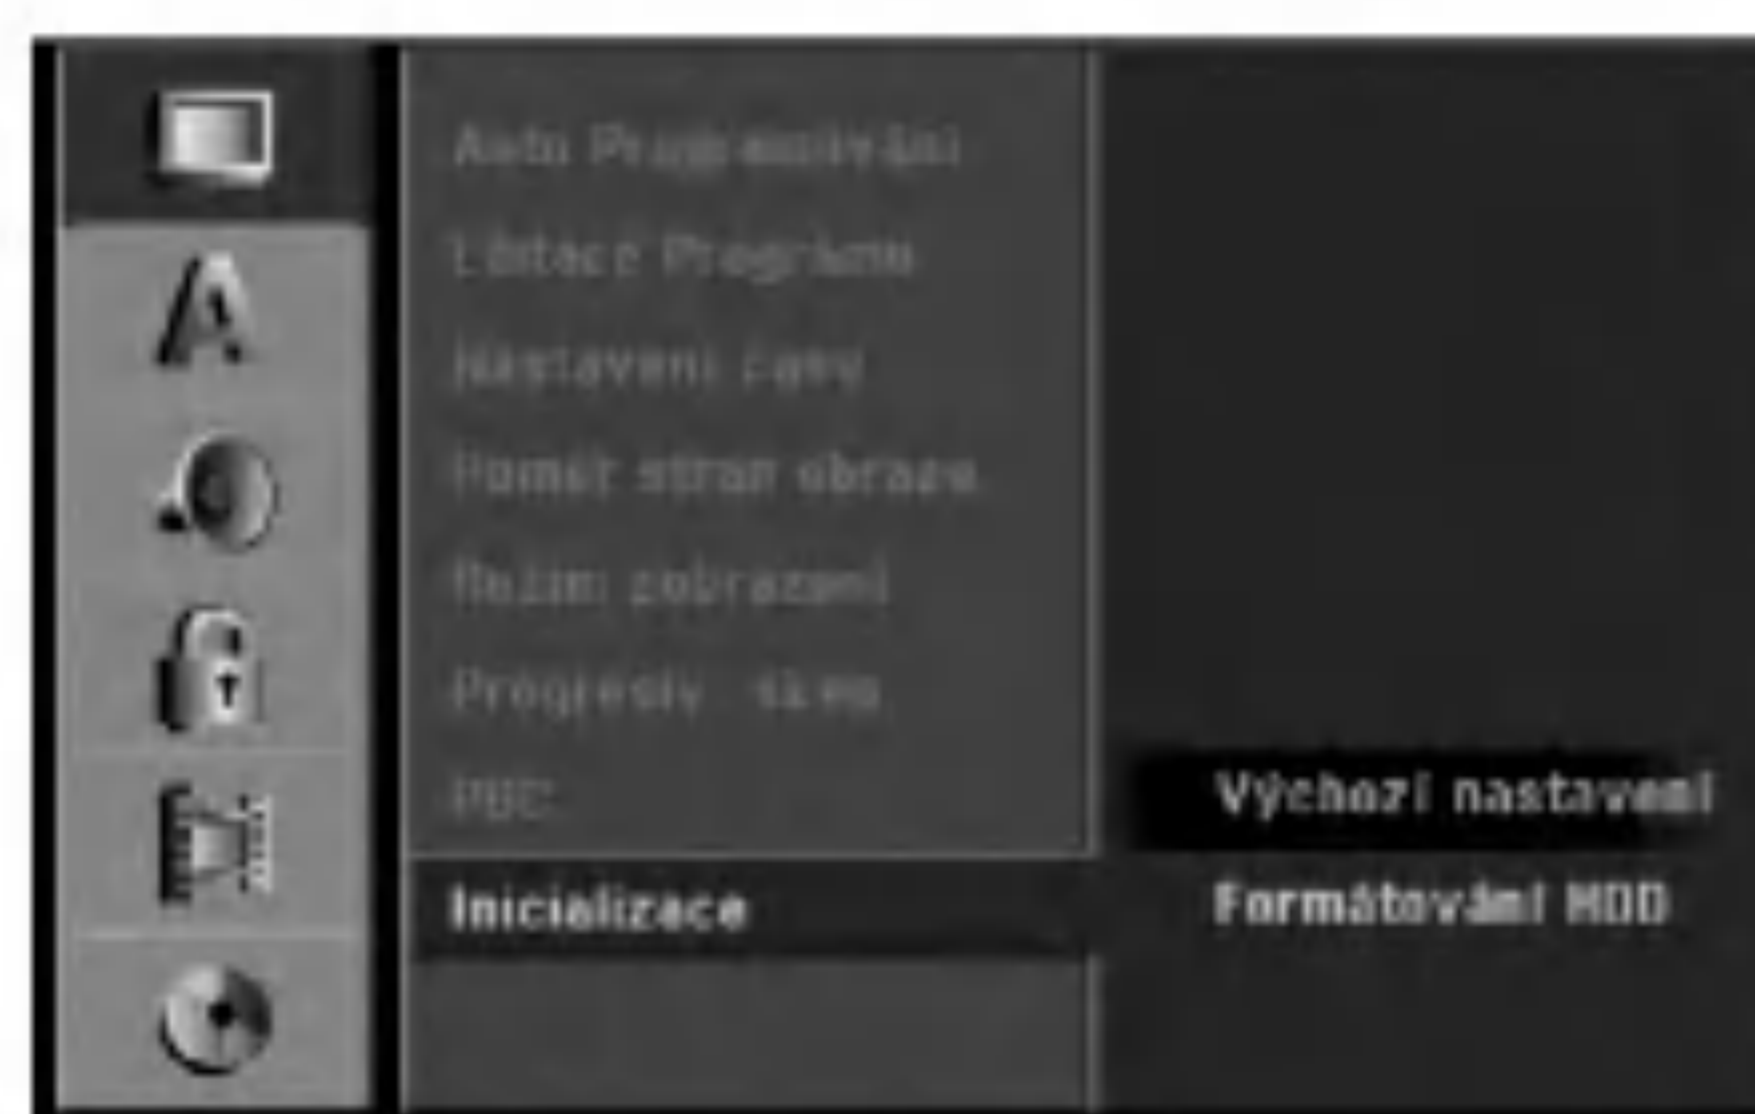 Auto Programování
Editace Programu
Nastavení času
Poměr stran obrazu
Režim zobrazení
Progresiv.
PBC
Výchozí nastavení
Inicializace
Formátování HDD